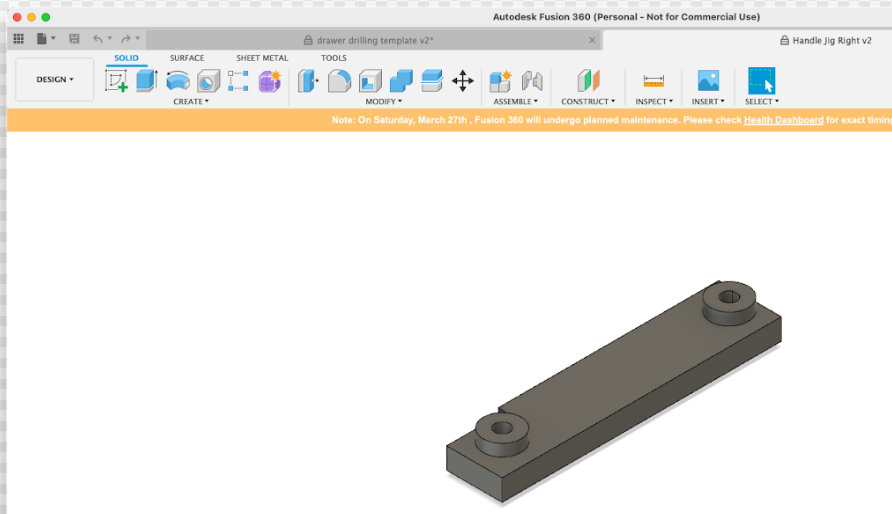 Autodesk Fusion 360 (Personal - Not for Commercial Use)
drawer drilling template v2*
Handle Jig Right v2
SOLID SURFACE SHEET METAL TOOLS
DESIGN
CREATE MODIFY ASSEMBLE CONSTRUCT INSPECT INSERT SELECT
Note: On Saturday, March 27th , Fusion 360 will undergo planned maintenance. Please check Health Dashboard for exact timing